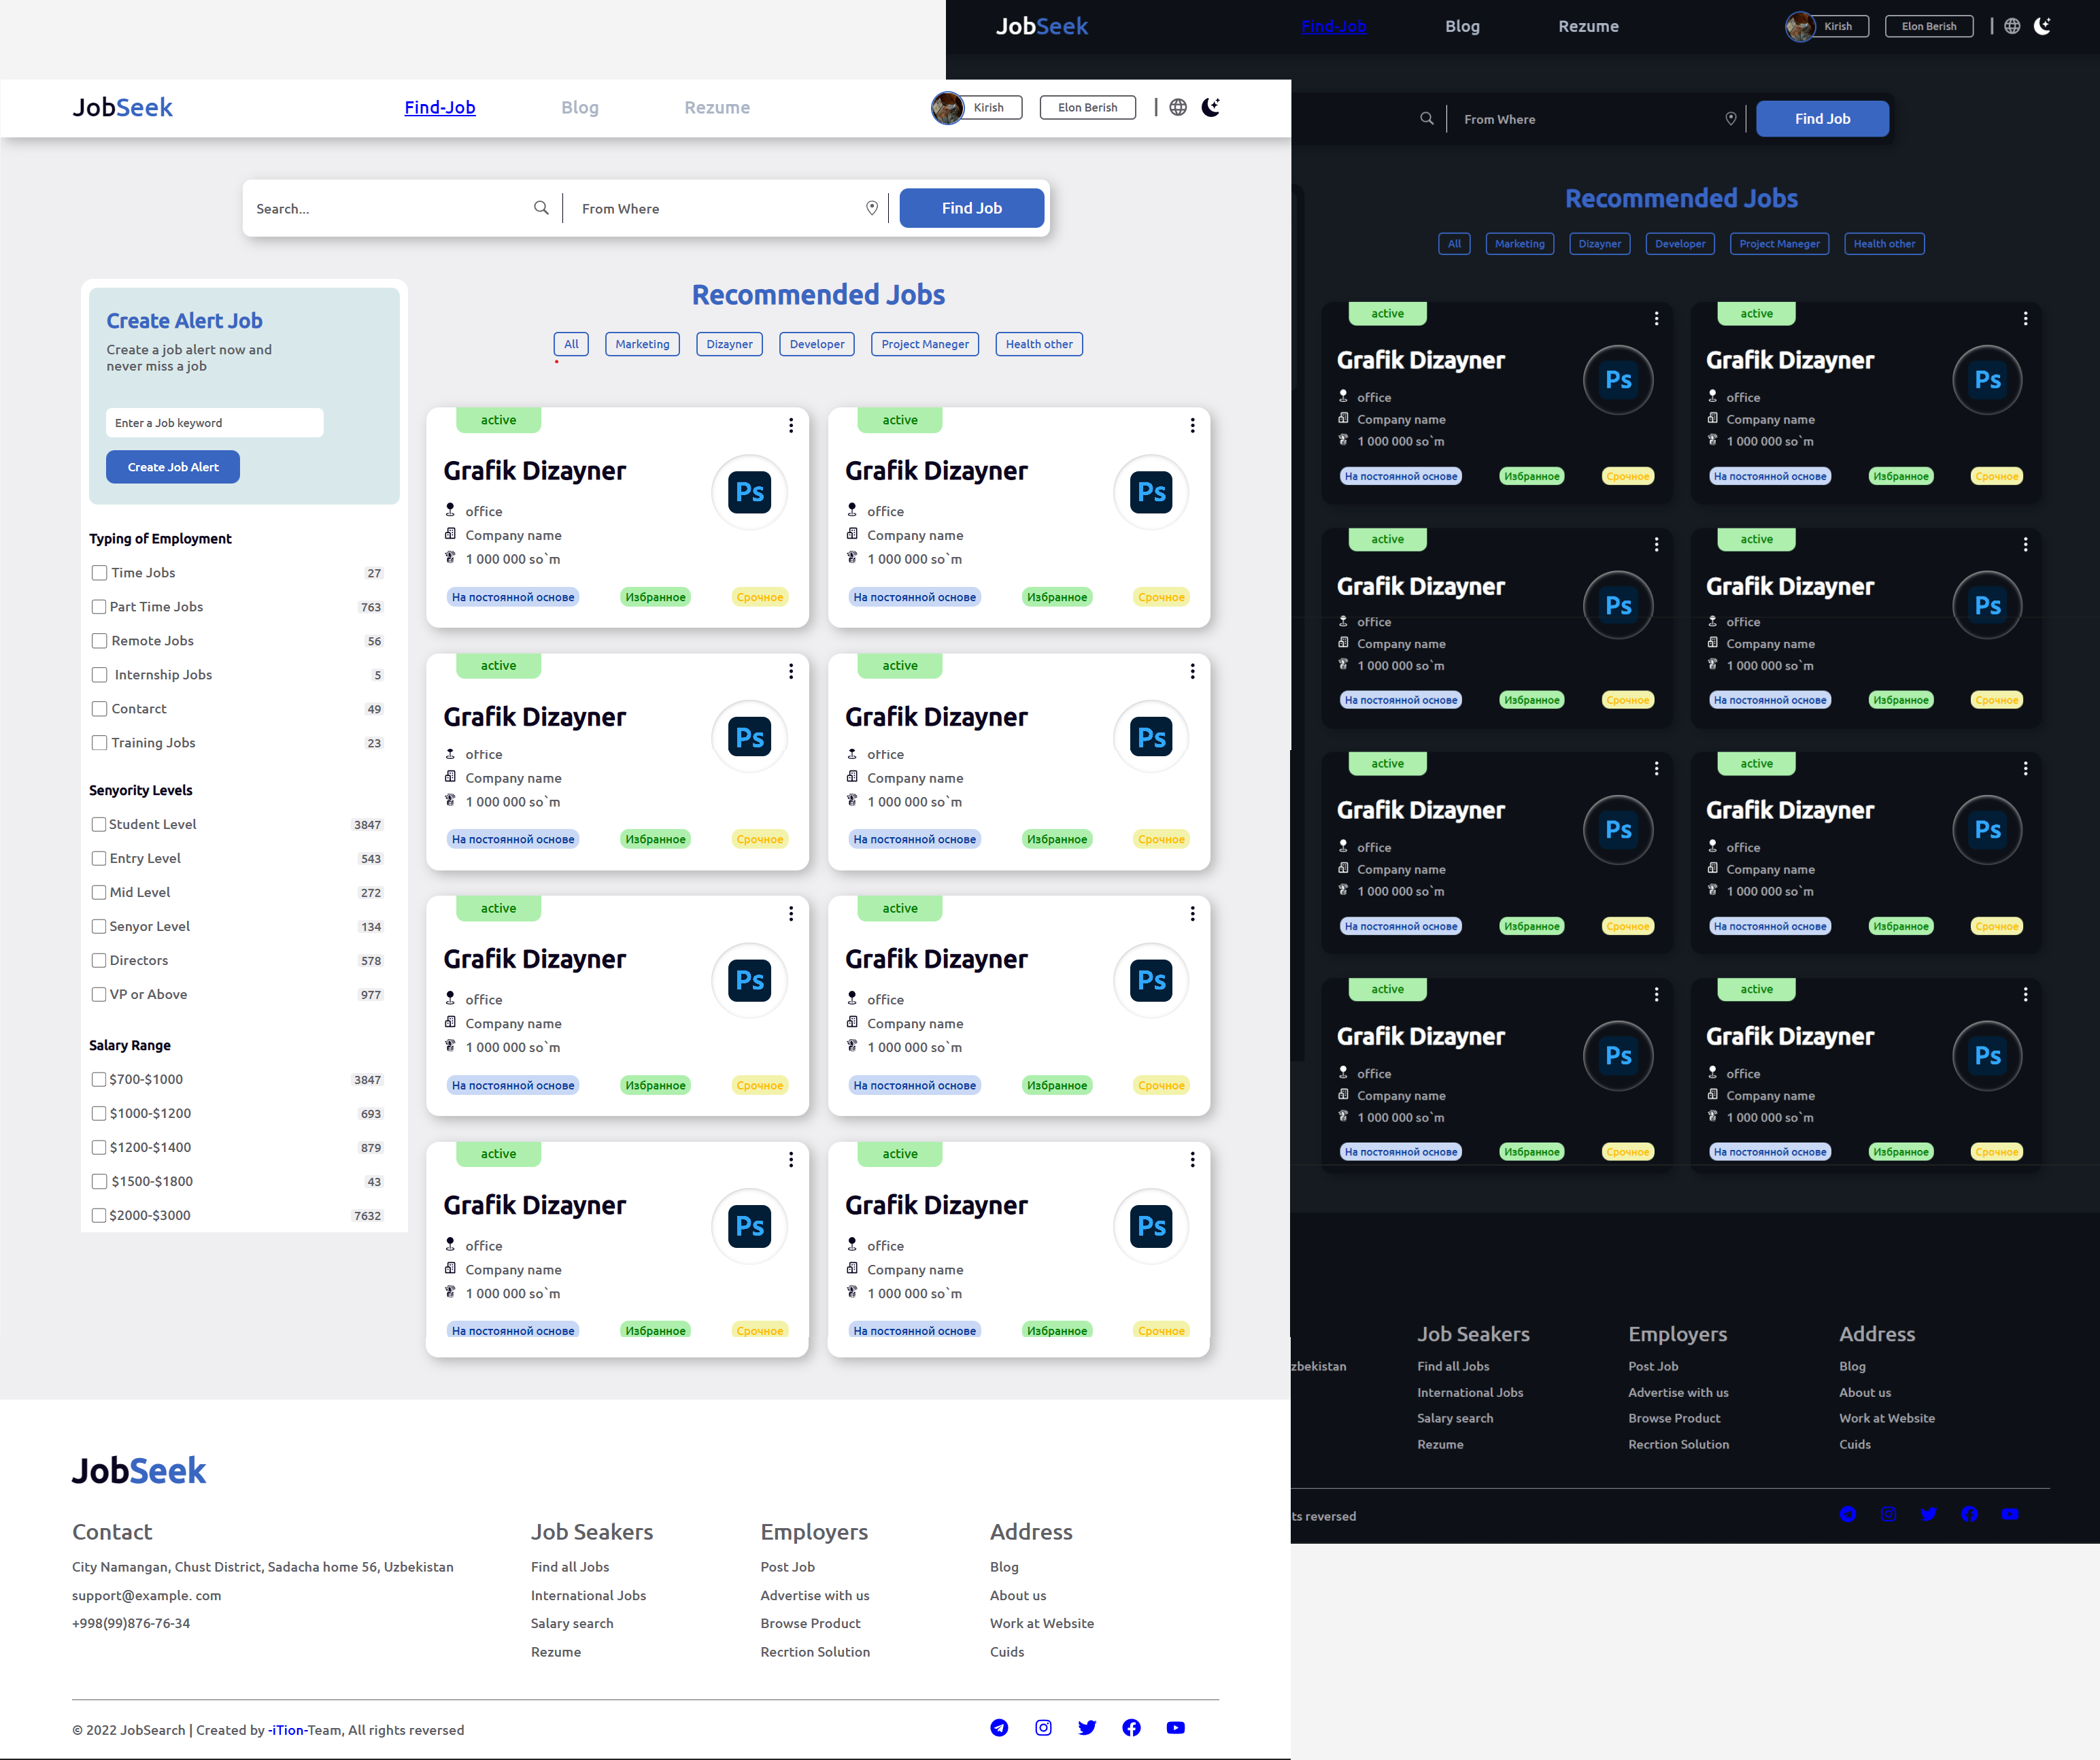 JobSeek
Find-Job
Blog
Rezume
Kirish
Elon Berish
Search...
From Where
Find Job
Create Alert Job
Create a job alert now and
never miss a job
Enter a Job keyword
Create Job Alert
Typing of Employment
Time Jobs 27
Part Time Jobs 763
Remote Jobs 56
Internship Jobs 5
Contarct 49
Training Jobs 23
Senyority Levels
Student Level 3847
Entry Level 543
Mid Level 272
Senyor Level 134
Directors 578
VP or Above 977
Salary Range
$700-$1000 3847
$1000-$1200 693
$1200-$1400 879
$1500-$1800 43
$2000-$3000 7632
Recommended Jobs
All Marketing Dizayner Developer Project Maneger Health other
active
Grafik Dizayner
Ps
office
Company name
1 000 000 so`m
На постоянной основе Избранное Срочное
active
Grafik Dizayner
Ps
office
Company name
1 000 000 so`m
На постоянной основе Избранное Срочное
active
Grafik Dizayner
Ps
office
Company name
1 000 000 so`m
На постоянной основе Избранное Срочное
active
Grafik Dizayner
Ps
office
Company name
1 000 000 so`m
На постоянной основе Избранное Срочное
active
Grafik Dizayner
Ps
office
Company name
1 000 000 so`m
На постоянной основе Избранное Срочное
active
Grafik Dizayner
Ps
office
Company name
1 000 000 so`m
На постоянной основе Избранное Срочное
active
Grafik Dizayner
Ps
office
Company name
1 000 000 so`m
На постоянной основе Избранное Срочное
active
Grafik Dizayner
Ps
office
Company name
1 000 000 so`m
На постоянной основе Избранное Срочное
JobSeek
Contact
City Namangan, Chust District, Sadacha home 56, Uzbekistan
support@example. com
+998(99)876-76-34
Job Seakers
Find all Jobs
International Jobs
Salary search
Rezume
Employers
Post Job
Advertise with us
Browse Product
Recrtion Solution
Address
Blog
About us
Work at Website
Cuids
© 2022 JobSearch | Created by -iTion-Team, All rights reversed
JobSeek
Find-Job
Blog
Rezume
Kirish
Elon Berish
From Where
Find Job
Recommended Jobs
All Marketing Dizayner Developer Project Maneger Health other
active
Grafik Dizayner
Ps
office
Company name
1 000 000 so`m
На постоянной основе Избранное Срочное
active
Grafik Dizayner
Ps
office
Company name
1 000 000 so`m
На постоянной основе Избранное Срочное
active
Grafik Dizayner
Ps
office
Company name
1 000 000 so`m
На постоянной основе Избранное Срочное
active
Grafik Dizayner
Ps
office
Company name
1 000 000 so`m
На постоянной основе Избранное Срочное
active
Grafik Dizayner
Ps
office
Company name
1 000 000 so`m
На постоянной основе Избранное Срочное
active
Grafik Dizayner
Ps
office
Company name
1 000 000 so`m
На постоянной основе Избранное Срочное
active
Grafik Dizayner
Ps
office
Company name
1 000 000 so`m
На постоянной основе Избранное Срочное
active
Grafik Dizayner
Ps
office
Company name
1 000 000 so`m
На постоянной основе Избранное Срочное
zbekistan
Job Seakers
Find all Jobs
International Jobs
Salary search
Rezume
Employers
Post Job
Advertise with us
Browse Product
Recrtion Solution
Address
Blog
About us
Work at Website
Cuids
ts reversed